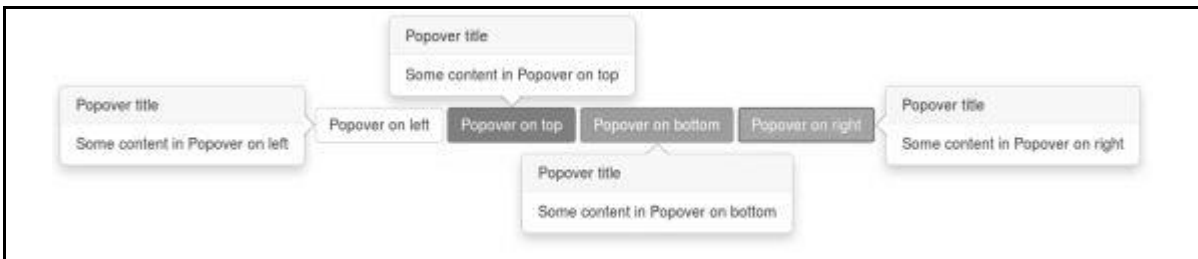 Popover title
Some content in Popover on top
Popover title
Some content in Popover on left
Popover on left
Popover on top
Popover on bottom
Popover on right
Popover title
Some content in Popover on right
Popover title
Some content in Popover on bottom